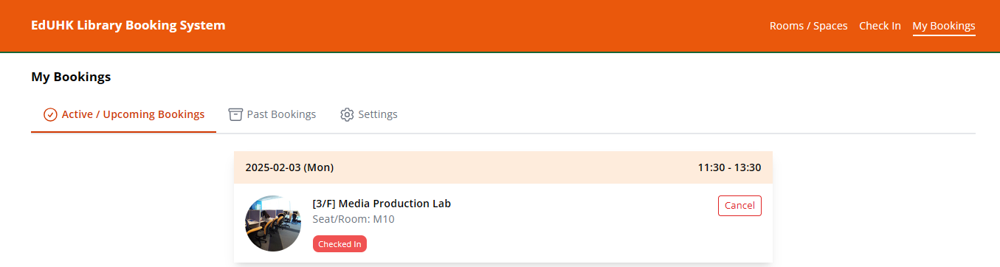 EdUHK Library Booking System
Rooms / Spaces Check In My Bookings
My Bookings
Active / Upcoming Bookings Past Bookings Settings
2025-02-03 (Mon) 11:30 - 13:30
[3/F] Media Production Lab
Cancel
Seat/Room: M10
Checked In